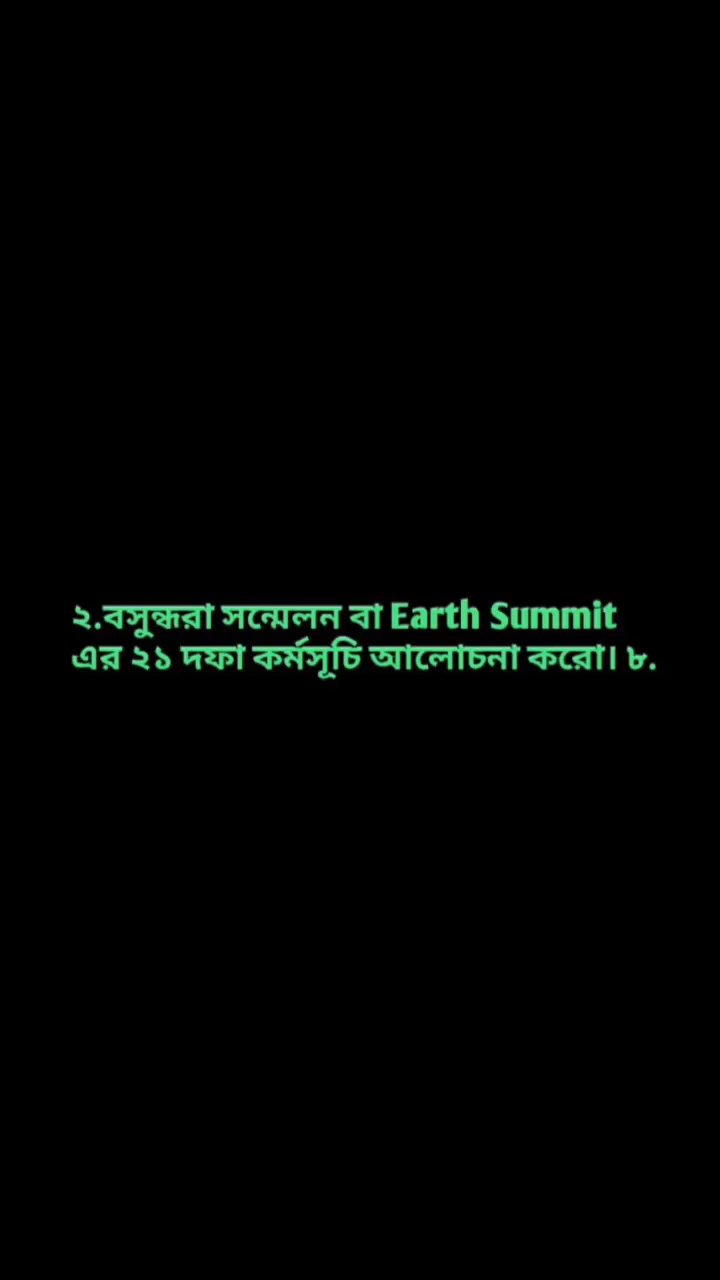 ২.বসুন্ধরা সন্মেলন বা Earth Summit
এর ২১ দফা কর্মসূচি আলোচনা করো। ৮.